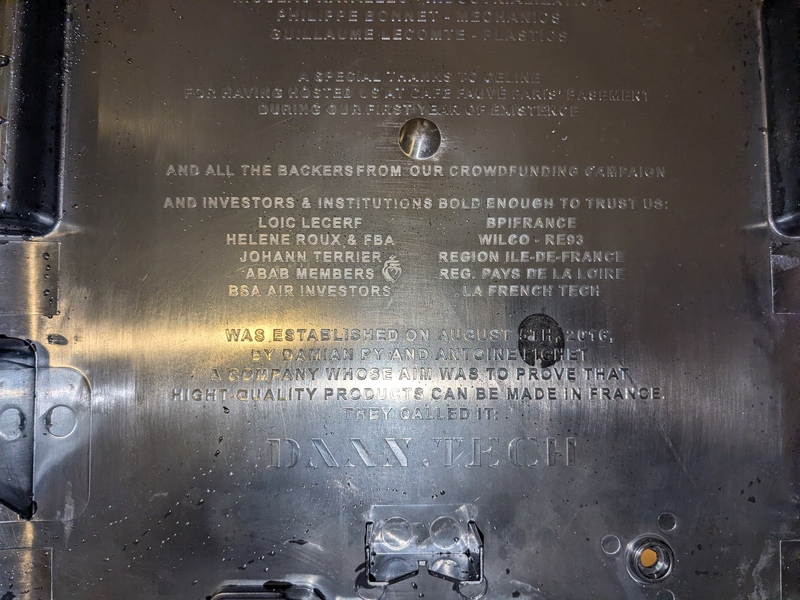 PHILIPPE BONNET - MECHANICS
GUILLAUME LECOMTE - PLASTICS
A SPECIAL THANKS TO CELINE
FOR HAVING HOSTED US AT CAFE FAUVE PARIS' BASEMENT
DURING OUR FIRST YEAR OF EXISTENCE
AND ALL THE BACKERS FROM OUR CROWDFUNDING CAMPAIGN
AND INVESTORS & INSTITUTIONS BOLD ENOUGH TO TRUST US:
LOIC LECERF BPIFRANCE
HELENE ROUX & FBA WILCO - RE93
JOHANN TERRIER REGION ILE-DE-FRANCE
ABAB MEMBERS REG. PAYS DE LA LOIRE
BSA AIR INVESTORS LA FRENCH TECH
WAS ESTABLISHED ON AUGUST 2016,
BY DAMIAN PY AND ANTOINE
A COMPANY WHOSE AIM WAS TO PROVE THAT
HIGHT-QUALITY PRODUCTS CAN BE MADE IN FRANCE.
THEY CALLED IT:
DAAN.TECH